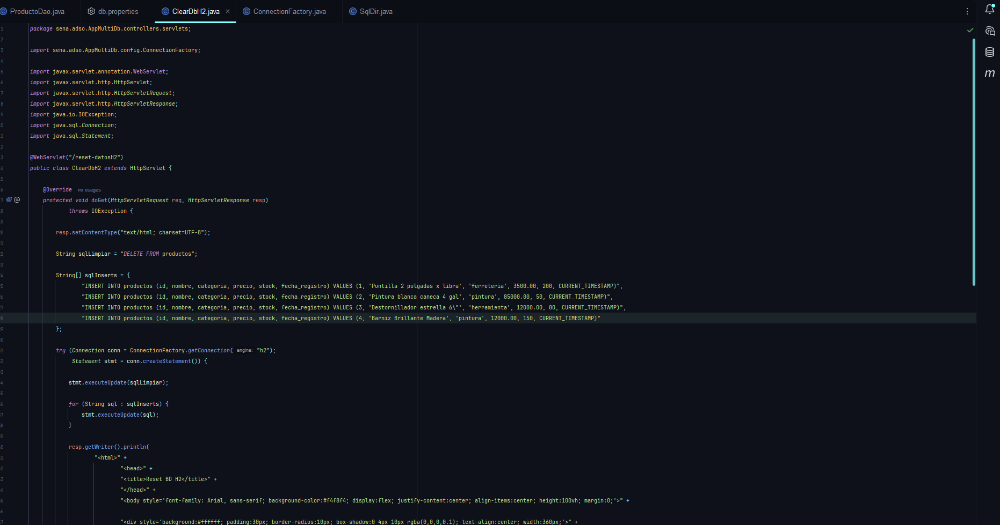 ProductoDao.java db.properties ClearDbH2.java ConnectionFactory.java SqlDir.java
package sena.adso.AppMultiDb.controllers.servlets;
import sena.adso.AppMultiDb.config.ConnectionFactory;
import javax.servlet.annotation.WebServlet;
import javax.servlet.http.HttpServlet;
import javax.servlet.http.HttpServletRequest;
import javax.servlet.http.HttpServletResponse;
import java.io.IOException;
import java.sql.Connection;
import java.sql.Statement;
@WebServlet("/reset-datosH2")
public class ClearDbH2 extends HttpServlet {
@Override no usages
protected void doGet(HttpServletRequest req, HttpServletResponse resp)
throws IOException {
resp.setContentType("text/html; charset=UTF-8");
String sqlLimpiar = "DELETE FROM productos";
String[] sqlInserts = {
"INSERT INTO productos (id, nombre, categoria, precio, stock, fecha_registro) VALUES (1, 'Puntilla 2 pulgadas x libra', 'ferreteria', 3500.00, 200, CURRENT_TIMESTAMP)",
"INSERT INTO productos (id, nombre, categoria, precio, stock, fecha_registro) VALUES (2, 'Pintura blanca caneca 4 gal', 'pintura', 85000.00, 50, CURRENT_TIMESTAMP)",
"INSERT INTO productos (id, nombre, categoria, precio, stock, fecha_registro) VALUES (3, 'Destornillador estrella 6\"', 'herramienta', 12000.00, 80, CURRENT_TIMESTAMP)",
"INSERT INTO productos (id, nombre, categoria, precio, stock, fecha_registro) VALUES (4, 'Barniz Brillante Madera', 'pintura', 12000.00, 150, CURRENT_TIMESTAMP)"
};
try (Connection conn = ConnectionFactory.getConnection( engine: "h2");
Statement stmt = conn.createStatement()) {
stmt.executeUpdate(sqlLimpiar);
for (String sql : sqlInserts) {
stmt.executeUpdate(sql);
}
resp.getWriter().println(
"<html>" +
"<head>" +
"<title>Reset BD H2</title>" +
"</head>" +
"<body style='font-family: Arial, sans-serif; background-color:#f4f8f4; display:flex; justify-content:center; align-items:center; height:100vh; margin:0;'>" +
"<div style='background:#ffffff; padding:30px; border-radius:10px; box-shadow:0 4px 10px rgba(0,0,0,0.1); text-align:center; width:360px;'>" +